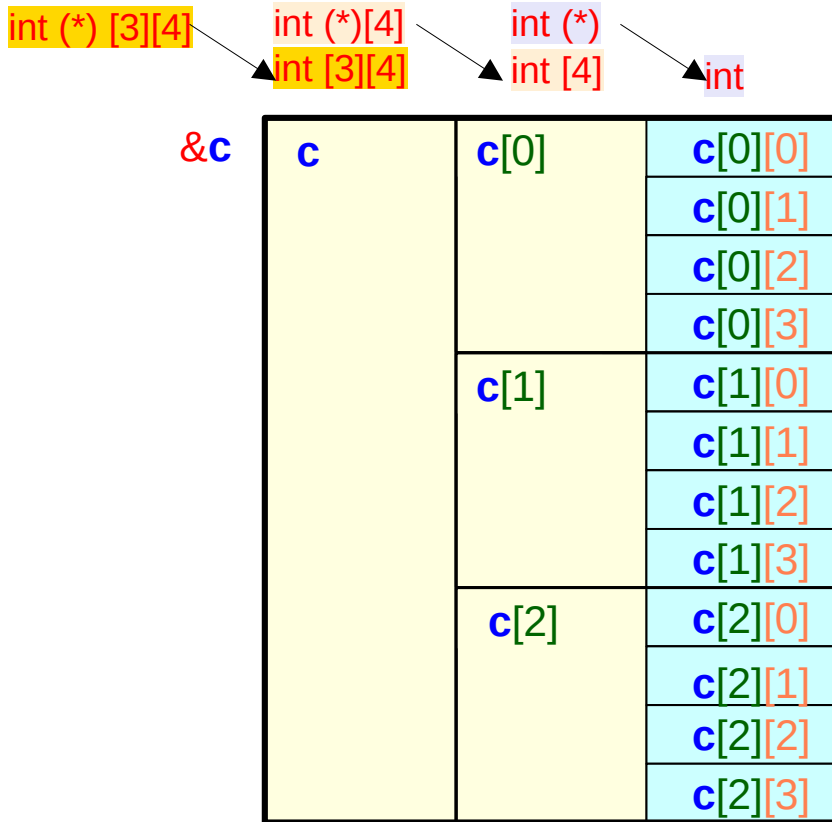 int (*) [3][4] int (*)[4] int (*)
int [3][4] int [4] int
&c c c[0] c[0][0]
c[0][1]
c[0][2]
c[0][3]
c[1] c[1][0]
c[1][1]
c[1][2]
c[1][3]
c[2] c[2][0]
c[2][1]
c[2][2]
c[2][3]